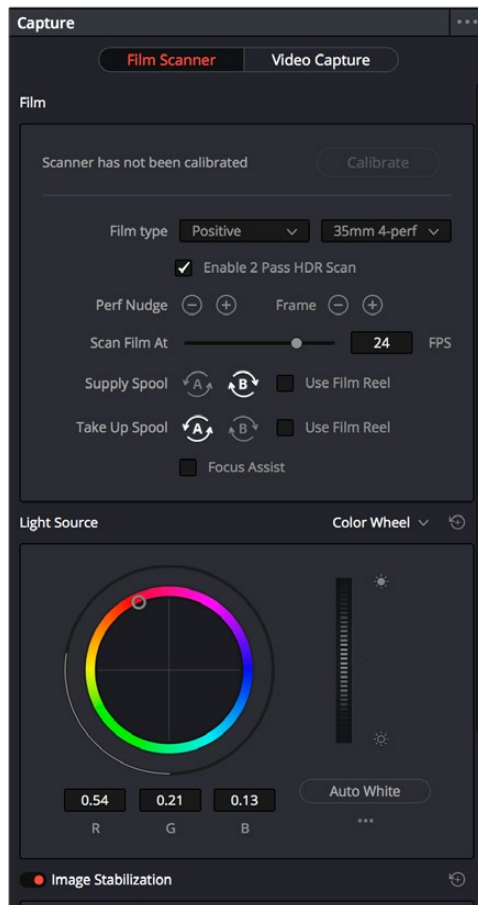 Capture
Film Scanner Video Capture
Film
Scanner has not been calibrated Calibrate
Film type Positive 35mm 4-perf
Enable 2 Pass HDR Scan
Perf Nudge Frame
Scan Film At 24 FPS
Supply Spool A B Use Film Reel
Take Up Spool A B Use Film Reel
Focus Assist
Light Source Color Wheel
0.54 0.21 0.13 Auto White
R G B
Image Stabilization